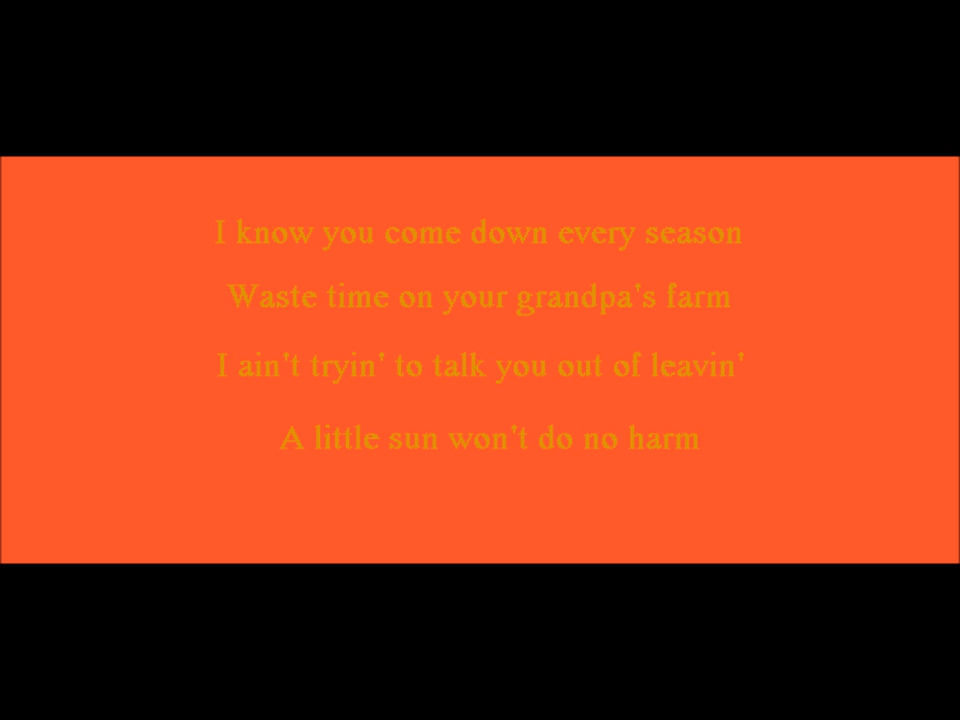 I know you come down every season
Waste time on your grandpa's farm
I ain't tryin' to talk you out of leavin'
A little sun won't do no harm